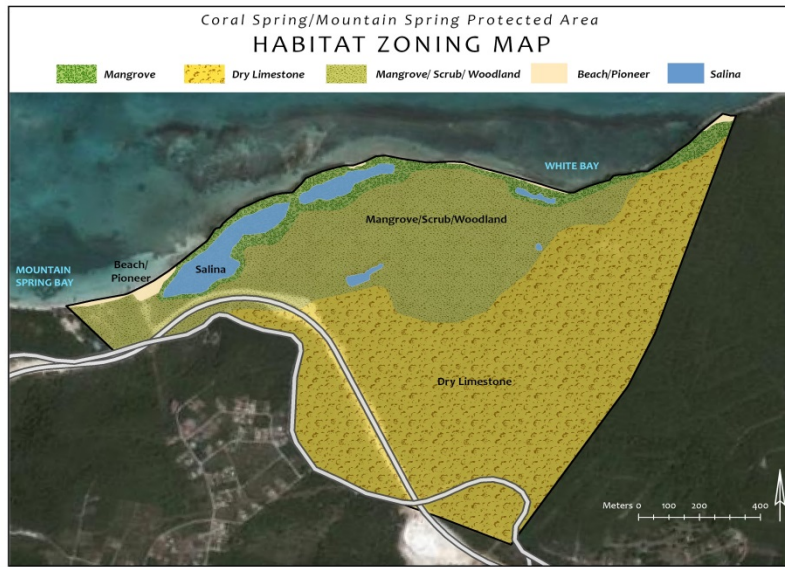 Coral Spring/Mountain Spring Protected Area
HABITAT ZONING MAP
Mangrove
Dry Limestone
Mangrove/ Scrub/ Woodland
Beach/Pioneer
Salina
WHITE BAY
Mangrove/Scrub/Woodland
Beach/
Pioneer
Salina
MOUNTAIN
SPRING BAY
Dry Limestone
Meters 0 100 200 400